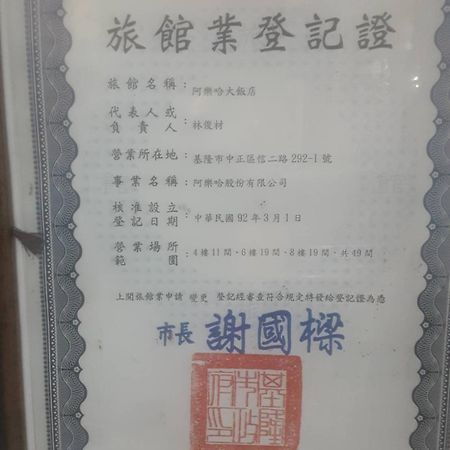 旅館業登記證
旅館名稱：阿樂哈大飯店
代表人或
負責人：林俊材
營業所在地：基隆市中正區信二路292-1號
事業名稱：阿樂哈股份有限公司
核准設立
登記日期：中華民國92年3月1日
營業場所
範圍：4樓11間、6樓19間、8樓19間、共49間
上開旅館業申請 變更 登記經審查符合規定特發給登記證為憑
市長 謝國樑
基隆市政府印